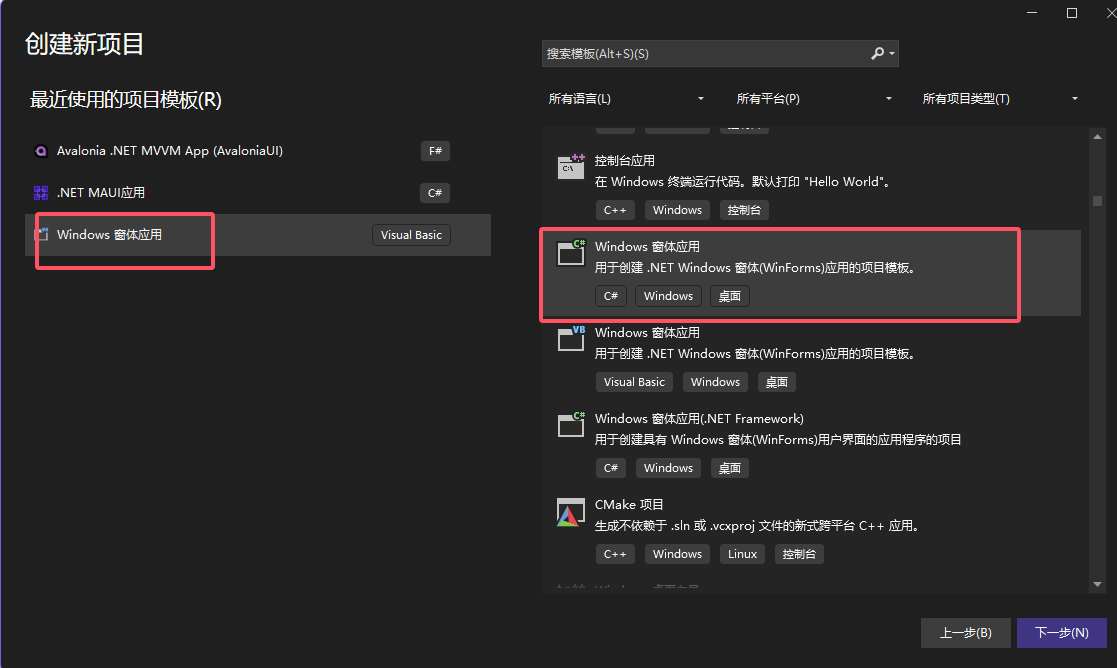 创建新项目
最近使用的项目模板(R)
Avalonia .NET MVVM App (AvaloniaUI)
F#
.NET MAUI应用
C#
Windows 窗体应用
Visual Basic
搜索模板(Alt+S)(S)
所有语言(L)
所有平台(P)
所有项目类型(T)
控制台
控制台应用
在 Windows 终端运行代码。默认打印 "Hello World"。
C++ Windows 控制台
Windows 窗体应用
用于创建 .NET Windows 窗体(WinForms)应用的项目模板。
C# Windows 桌面
Windows 窗体应用
用于创建 .NET Windows 窗体(WinForms)应用的项目模板。
Visual Basic Windows 桌面
Windows 窗体应用(.NET Framework)
用于创建具有 Windows 窗体(WinForms)用户界面的应用程序的项目
C# Windows 桌面
CMake 项目
生成不依赖于 .sln 或 .vcxproj 文件的新式跨平台 C++ 应用。
C++ Windows Linux 控制台
上一步(B)
下一步(N)